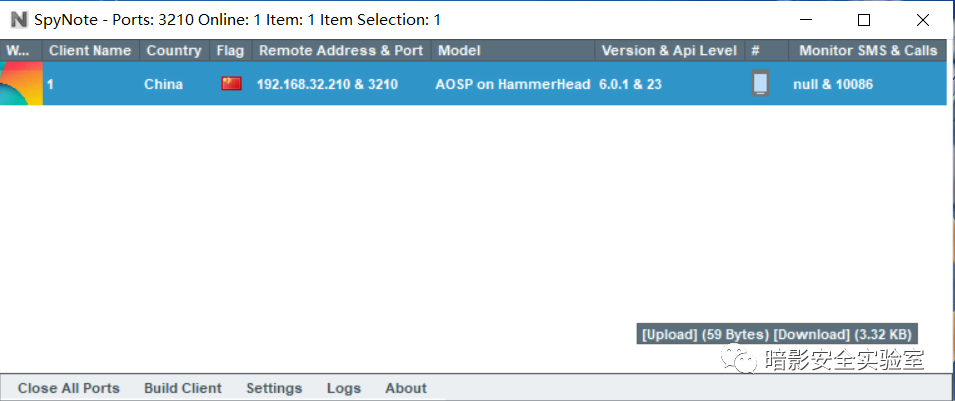 SpyNote - Ports: 3210 Online: 1 Item: 1 Item Selection: 1
W... Client Name Country Flag Remote Address & Port Model Version & Api Level # Monitor SMS & Calls
1 China 192.168.32.210 & 3210 AOSP on HammerHead 6.0.1 & 23 null & 10086
[Upload] (59 Bytes) [Download] (3.32 KB)
暗影安全实验室
Close All Ports Build Client Settings Logs About